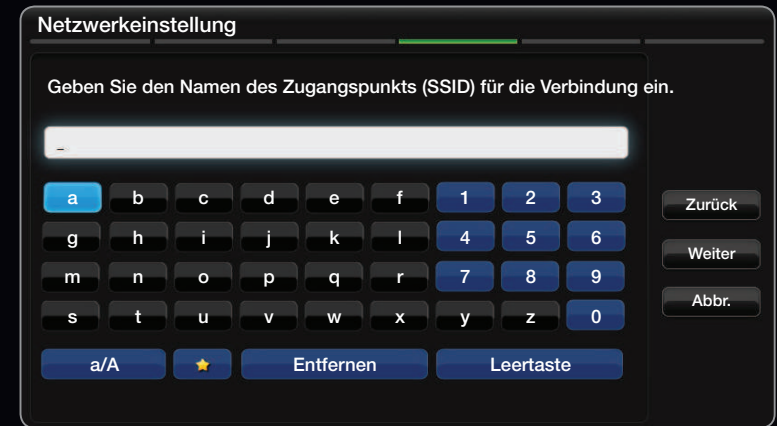 Netzwerkeinstellung
Geben Sie den Namen des Zugangspunkts (SSID) für die Verbindung ein.
_
a b c d e f 1 2 3
g h i j k l 4 5 6
m n o p q r 7 8 9
s t u v w x y z 0
a/A ★ Entfernen Leertaste
Zurück
Weiter
Abbr.